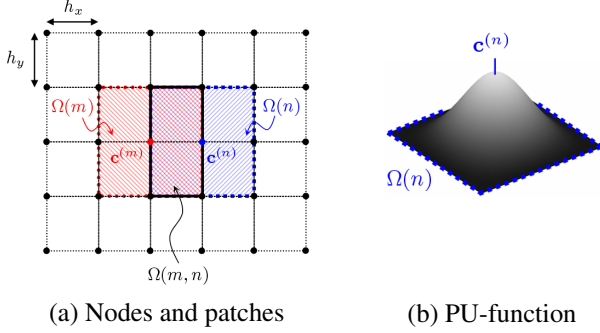 h_x
h_y
Ω(m)
Ω(n)
c^(m)
c^(n)
Ω(m, n)
(a) Nodes and patches
c^(n)
Ω(n)
(b) PU-function